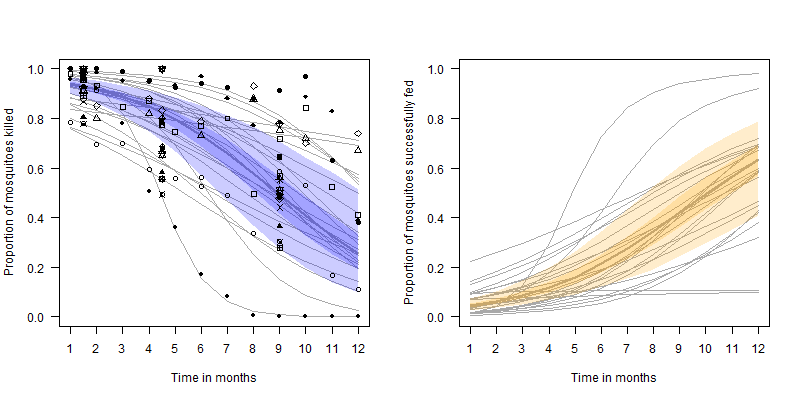 Proportion of mosquitoes killed
1.0
0.8
0.6
0.4
0.2
0.0
1 2 3 4 5 6 7 8 9 10 11 12
Time in months
Proportion of mosquitoes successfully fed
1.0
0.8
0.6
0.4
0.2
0.0
1 2 3 4 5 6 7 8 9 10 11 12
Time in months